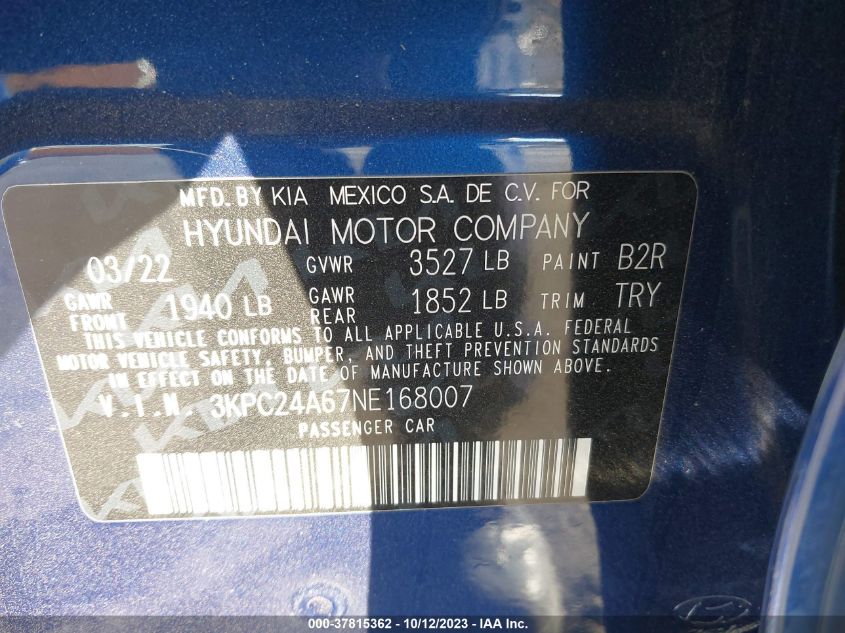 MFD. BY KIA MEXICO S.A. DE C.V. FOR
HYUNDAI MOTOR COMPANY
03/22 GVWR 3527 LB PAINT B2R
GAWR FRONT 1940 LB GAWR REAR 1852 LB TRIM TRY
THIS VEHICLE CONFORMS TO ALL APPLICABLE U.S.A. FEDERAL
MOTOR VEHICLE SAFETY, BUMPER, AND THEFT PREVENTION STANDARDS
IN EFFECT ON THE DATE OF MANUFACTURE SHOWN ABOVE.
V.I.N. 3KPC24A67NE168007
PASSENGER CAR
000-37815362 - 10/12/2023 - IAA Inc.